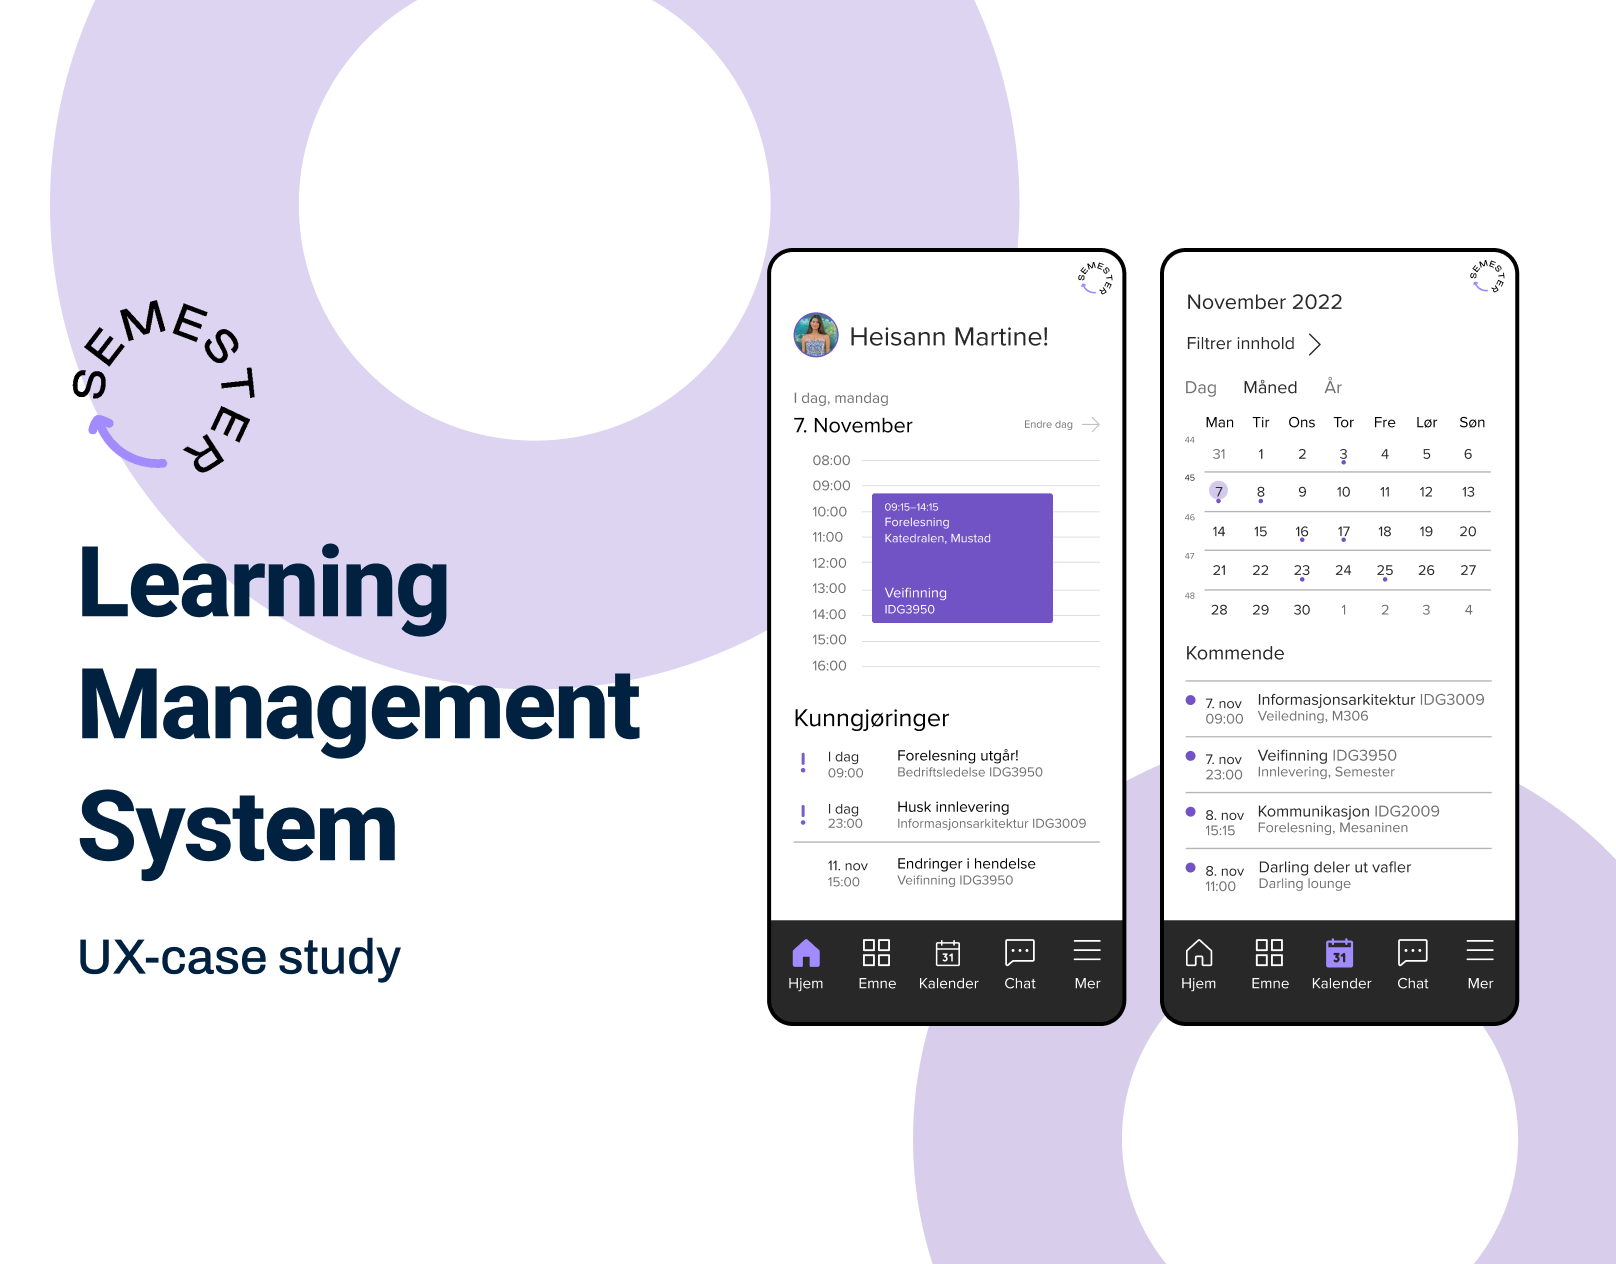 SEMESTER
Learning
Management
System
UX-case study
SEMESTER
Heisann Martine!
I dag, mandag
7. November
Endre dag
08:00
09:00
10:00
11:00
12:00
13:00
14:00
15:00
16:00
09:15–14:15
Forelesning
Katedralen, Mustad
Veifinning
IDG3950
Kunngjøringer
I dag
09:00
Forelesning utgår!
Bedriftsledelse IDG3950
I dag
23:00
Husk innlevering
Informasjonsarkitektur IDG3009
11. nov
15:00
Endringer i hendelse
Veifinning IDG3950
31
Hjem Emne Kalender Chat Mer
SEMESTER
November 2022
Filtrer innhold
Dag Måned År
Man Tir Ons Tor Fre Lør Søn
44
31 1 2 3 4 5 6
45
7 8 9 10 11 12 13
46
14 15 16 17 18 19 20
47
21 22 23 24 25 26 27
48
28 29 30 1 2 3 4
Kommende
7. nov
09:00
Informasjonsarkitektur IDG3009
Veiledning, M306
7. nov
23:00
Veifinning IDG3950
Innlevering, Semester
8. nov
15:15
Kommunikasjon IDG2009
Forelesning, Mesaninen
8. nov
11:00
Darling deler ut vafler
Darling lounge
31
Hjem Emne Kalender Chat Mer